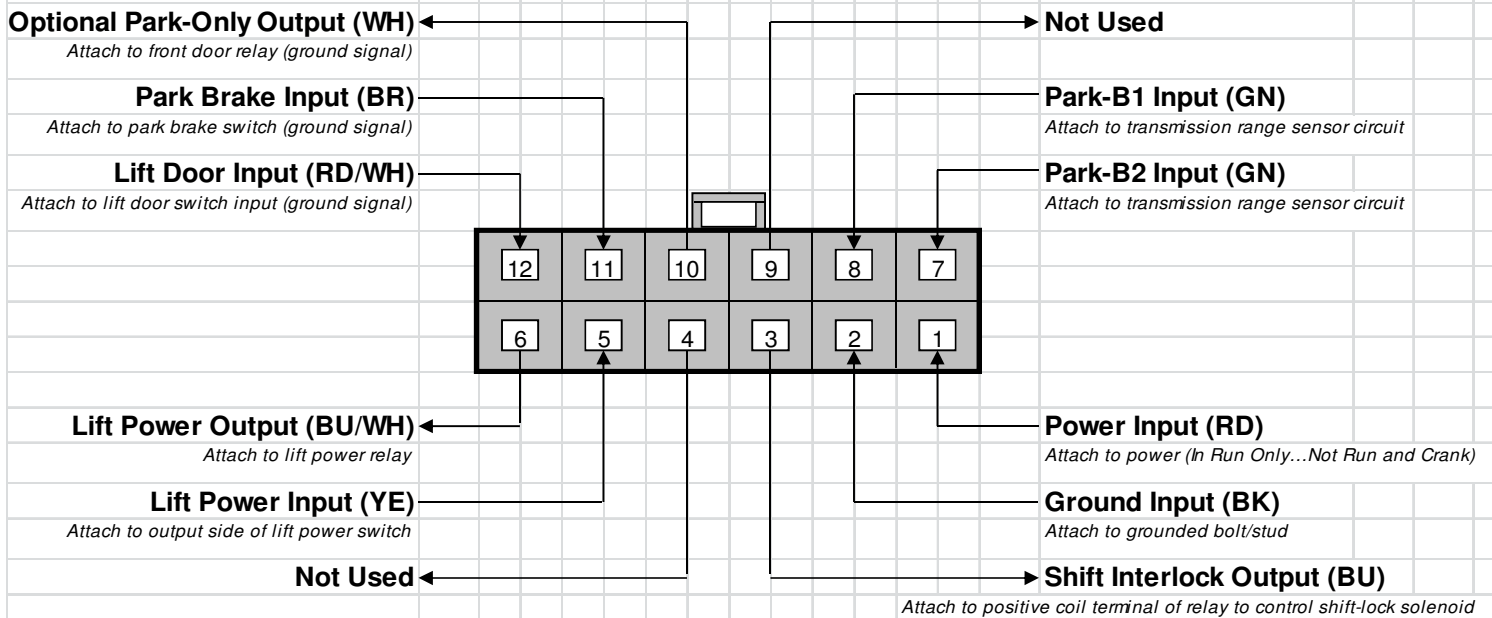 Optional Park-Only Output (WH)
Attach to front door relay (ground signal)
Park Brake Input (BR)
Attach to park brake switch (ground signal)
Lift Door Input (RD/WH)
Attach to lift door switch input (ground signal)
Not Used
Park-B1 Input (GN)
Attach to transmission range sensor circuit
Park-B2 Input (GN)
Attach to transmission range sensor circuit
12 11 10 9 8 7
6 5 4 3 2 1
Lift Power Output (BU/WH)
Attach to lift power relay
Lift Power Input (YE)
Attach to output side of lift power switch
Not Used
Power Input (RD)
Attach to power (In Run Only...Not Run and Crank)
Ground Input (BK)
Attach to grounded bolt/stud
Shift Interlock Output (BU)
Attach to positive coil terminal of relay to control shift-lock solenoid